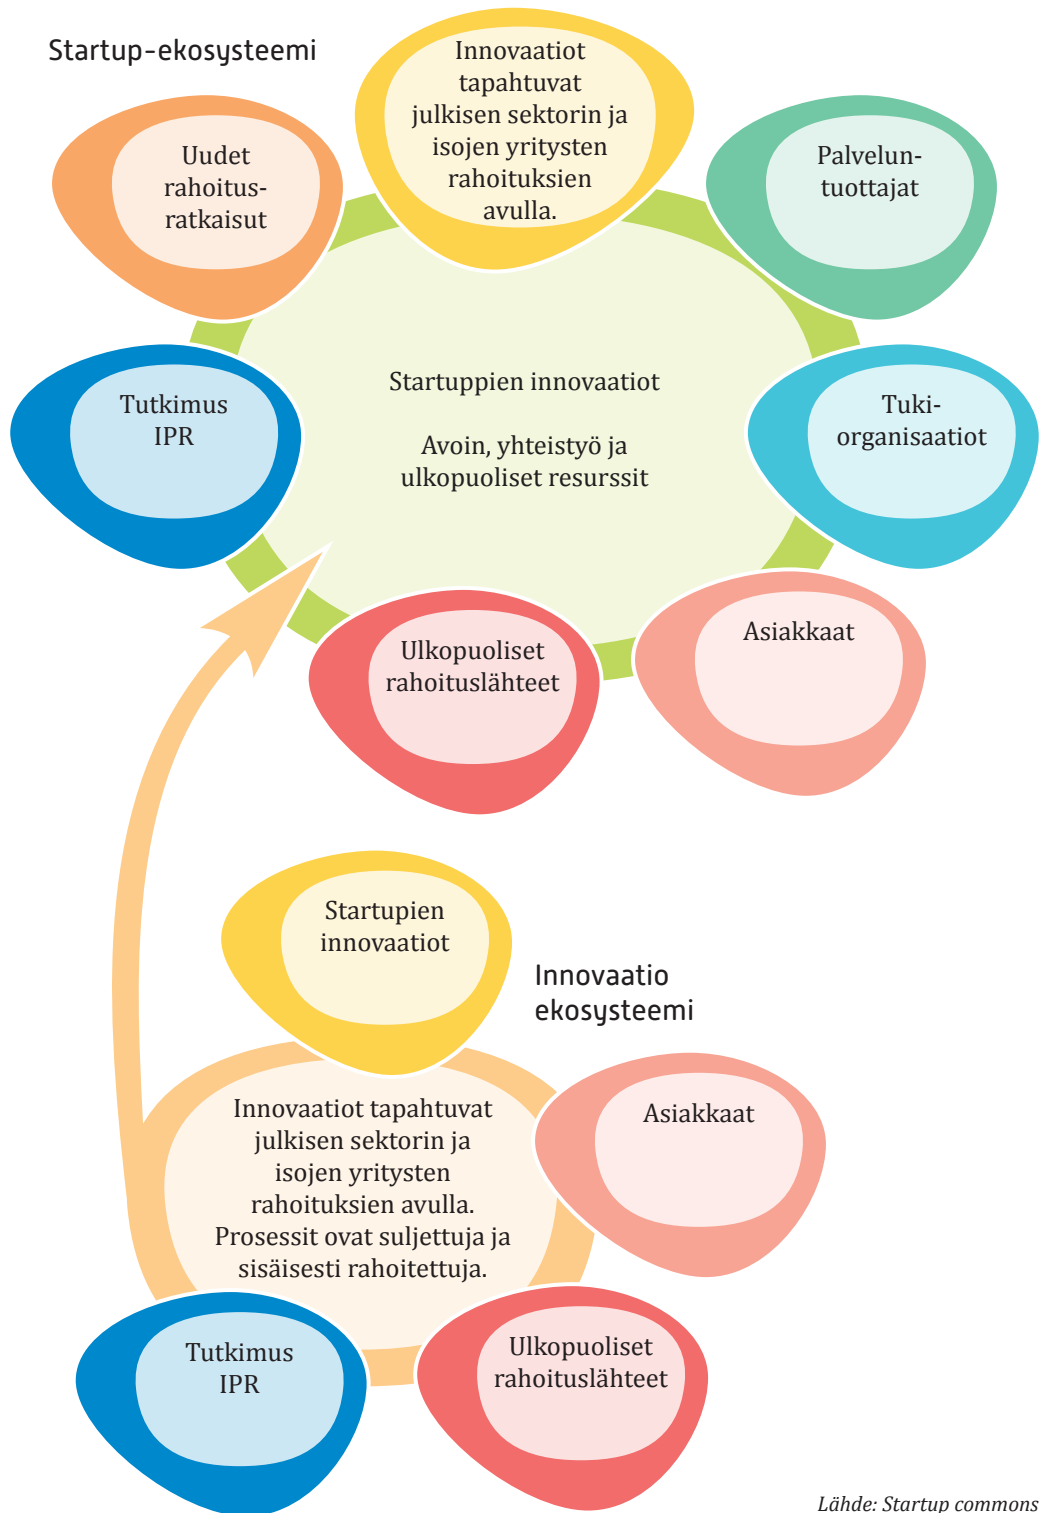 Startup-ekosysteemi
Innovaatiot
tapahtuvat
julkisen sektorin ja
isojen yritysten
rahoituksien
avulla.
Uudet
rahoitus-
ratkaisut
Palvelun-
tuottajat
Startuppien innovaatiot
Avoin, yhteistyö ja
ulkopuoliset resurssit
Tutkimus
IPR
Tuki-
organisaatiot
Ulkopuoliset
rahoituslähteet
Asiakkaat
Startupien
innovaatiot
Innovaatio
ekosysteemi
Innovaatiot tapahtuvat
julkisen sektorin ja
isojen yritysten
rahoituksien avulla.
Prosessit ovat suljettuja ja
sisäisesti rahoitettuja.
Asiakkaat
Tutkimus
IPR
Ulkopuoliset
rahoituslähteet
Lähde: Startup commons